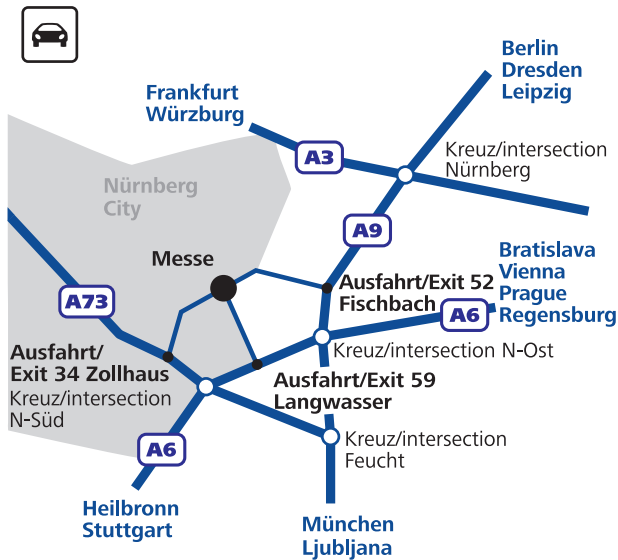 Berlin
Dresden
Leipzig
Frankfurt
Würzburg
A3
Kreuz/intersection
Nürnberg
Nürnberg
City
A9
Messe
Bratislava
Vienna
Prague
Regensburg
Ausfahrt/Exit 52
Fischbach
A6
A73
Kreuz/intersection N-Ost
Ausfahrt/
Exit 34 Zollhaus
Kreuz/intersection
N-Süd
Ausfahrt/Exit 59
Langwasser
A6
Kreuz/intersection
Feucht
Heilbronn
Stuttgart
München
Ljubljana